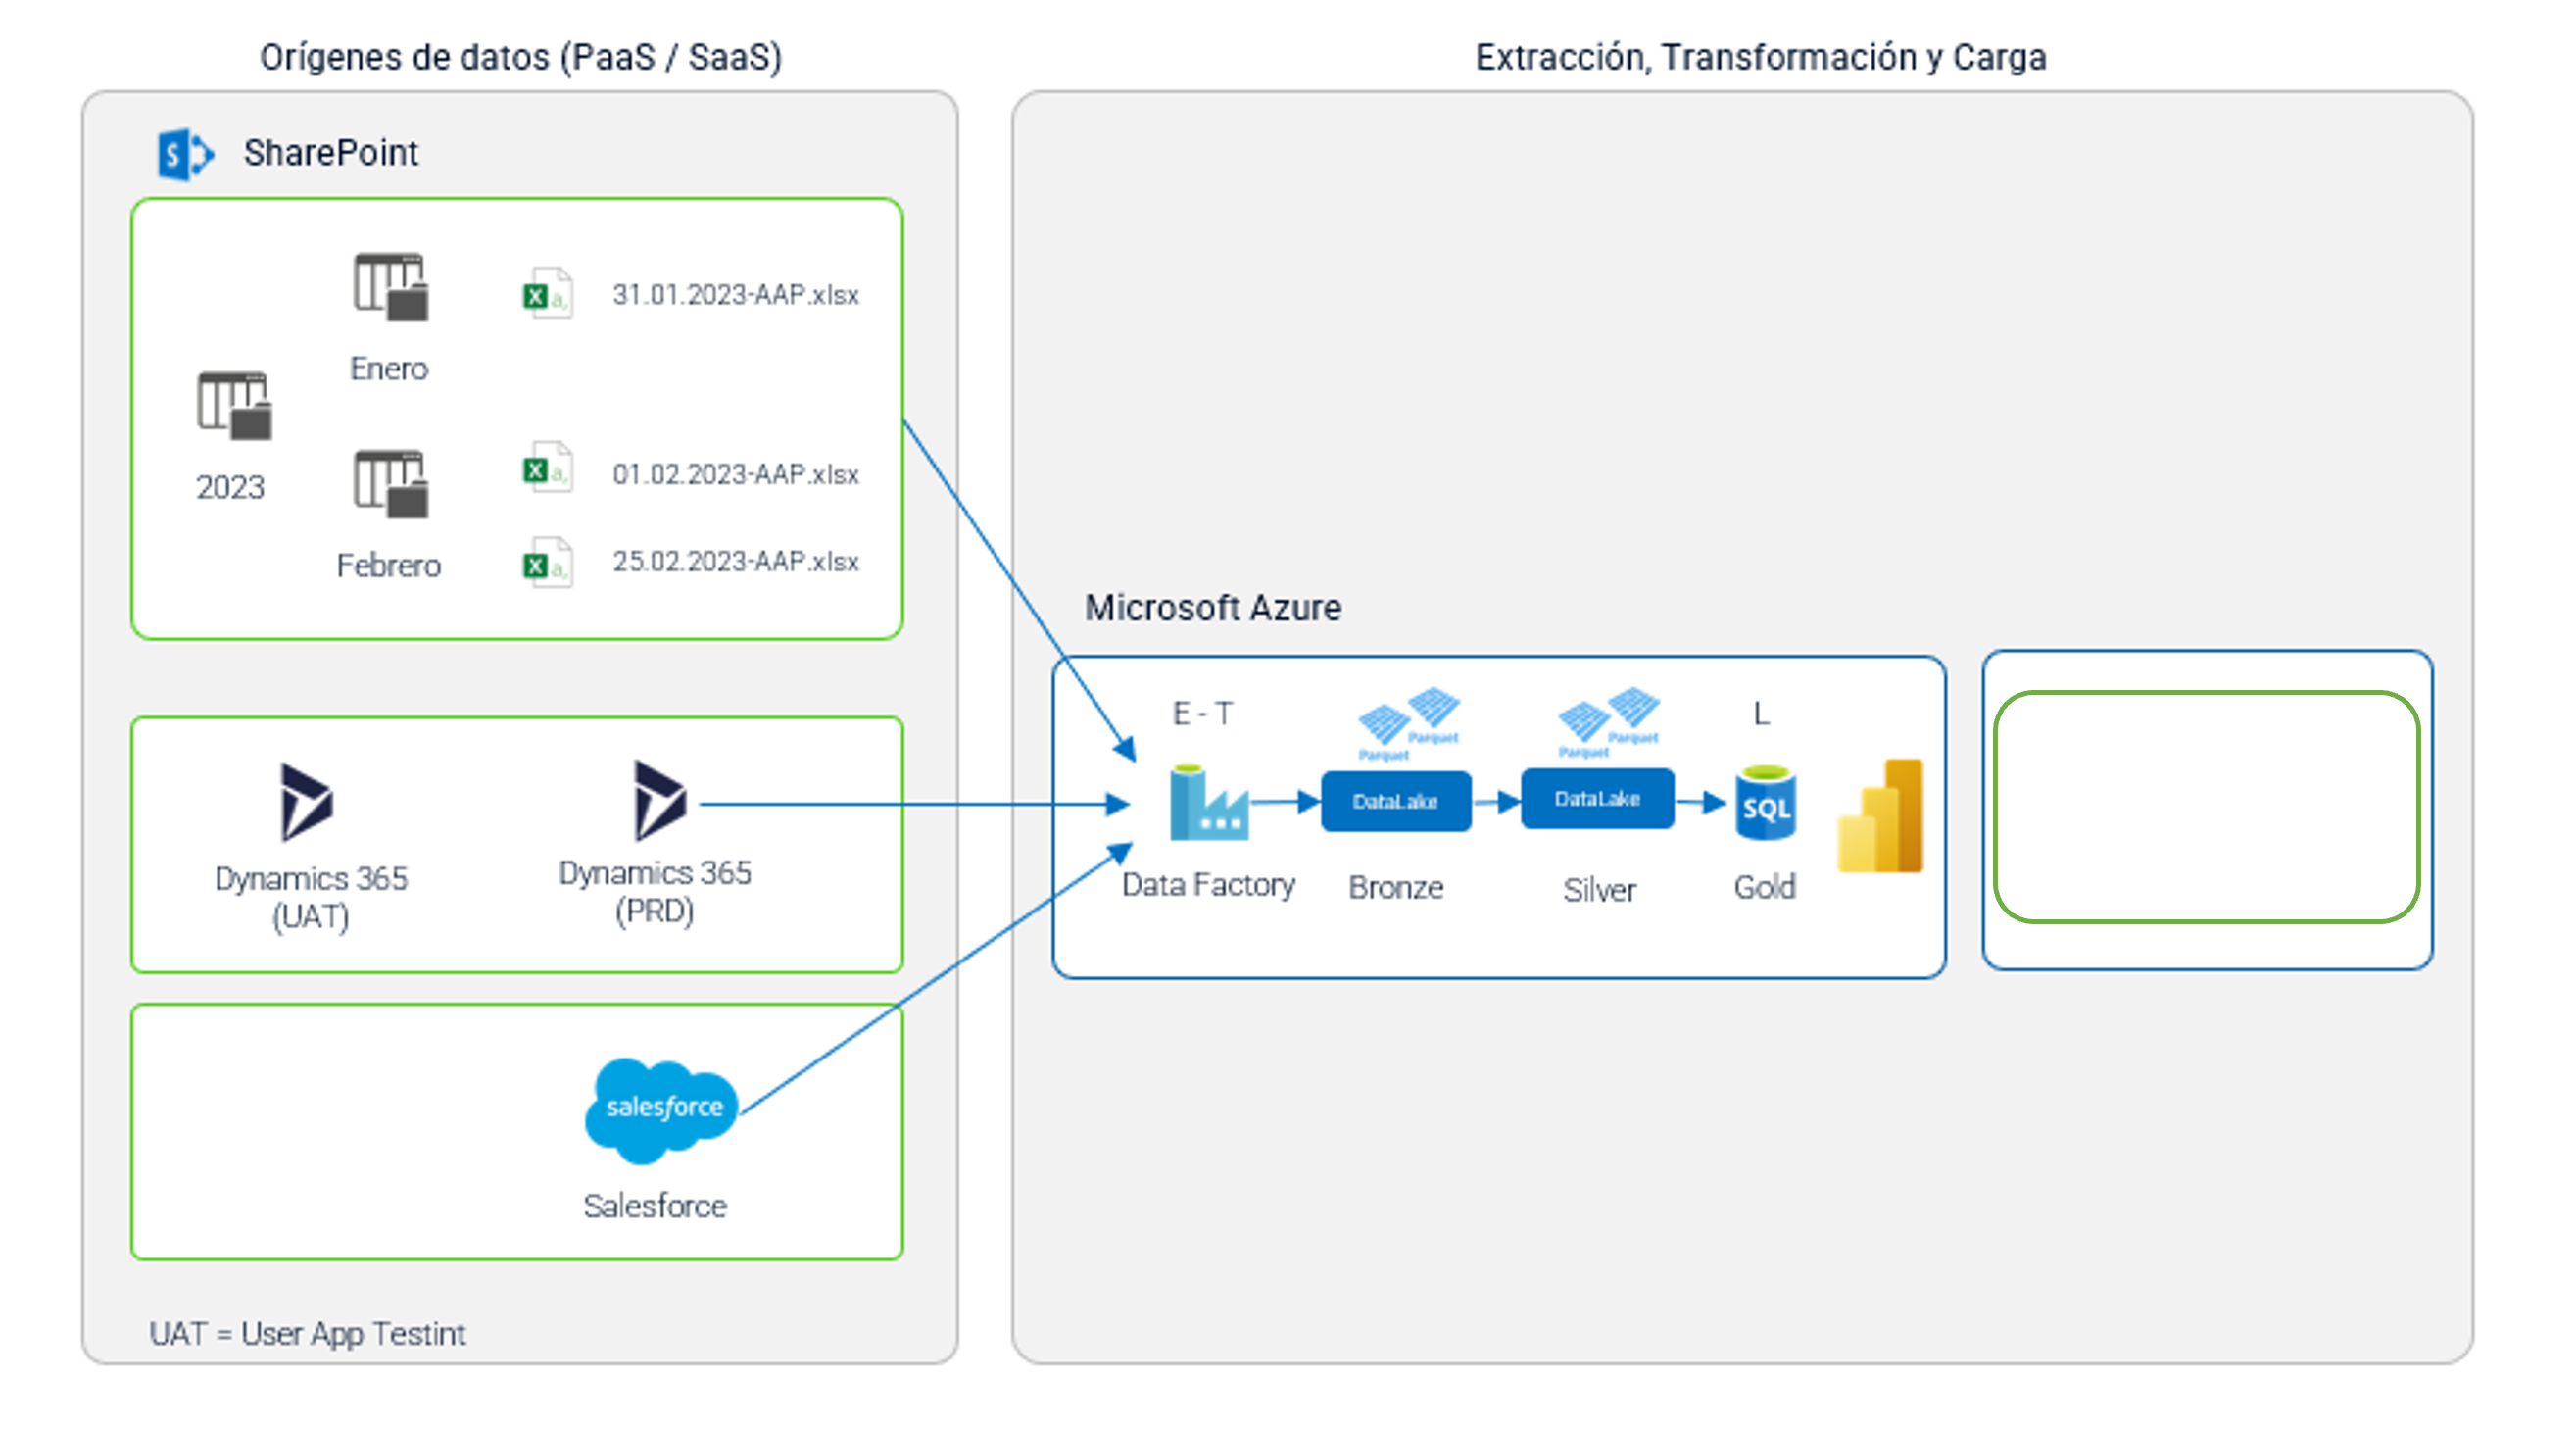 Orígenes de datos (PaaS / SaaS)
Extracción, Transformación y Carga
S
SharePoint
Enero
X a,
31.01.2023-AAP.xlsx
2023
Febrero
X a,
01.02.2023-AAP.xlsx
X a,
25.02.2023-AAP.xlsx
Dynamics 365
(UAT)
Dynamics 365
(PRD)
salesforce
Salesforce
UAT = User App Testint
Microsoft Azure
E - T
Data Factory
Parquet
Parquet
DataLake
Bronze
Parquet
Parquet
DataLake
Silver
L
SQL
Gold